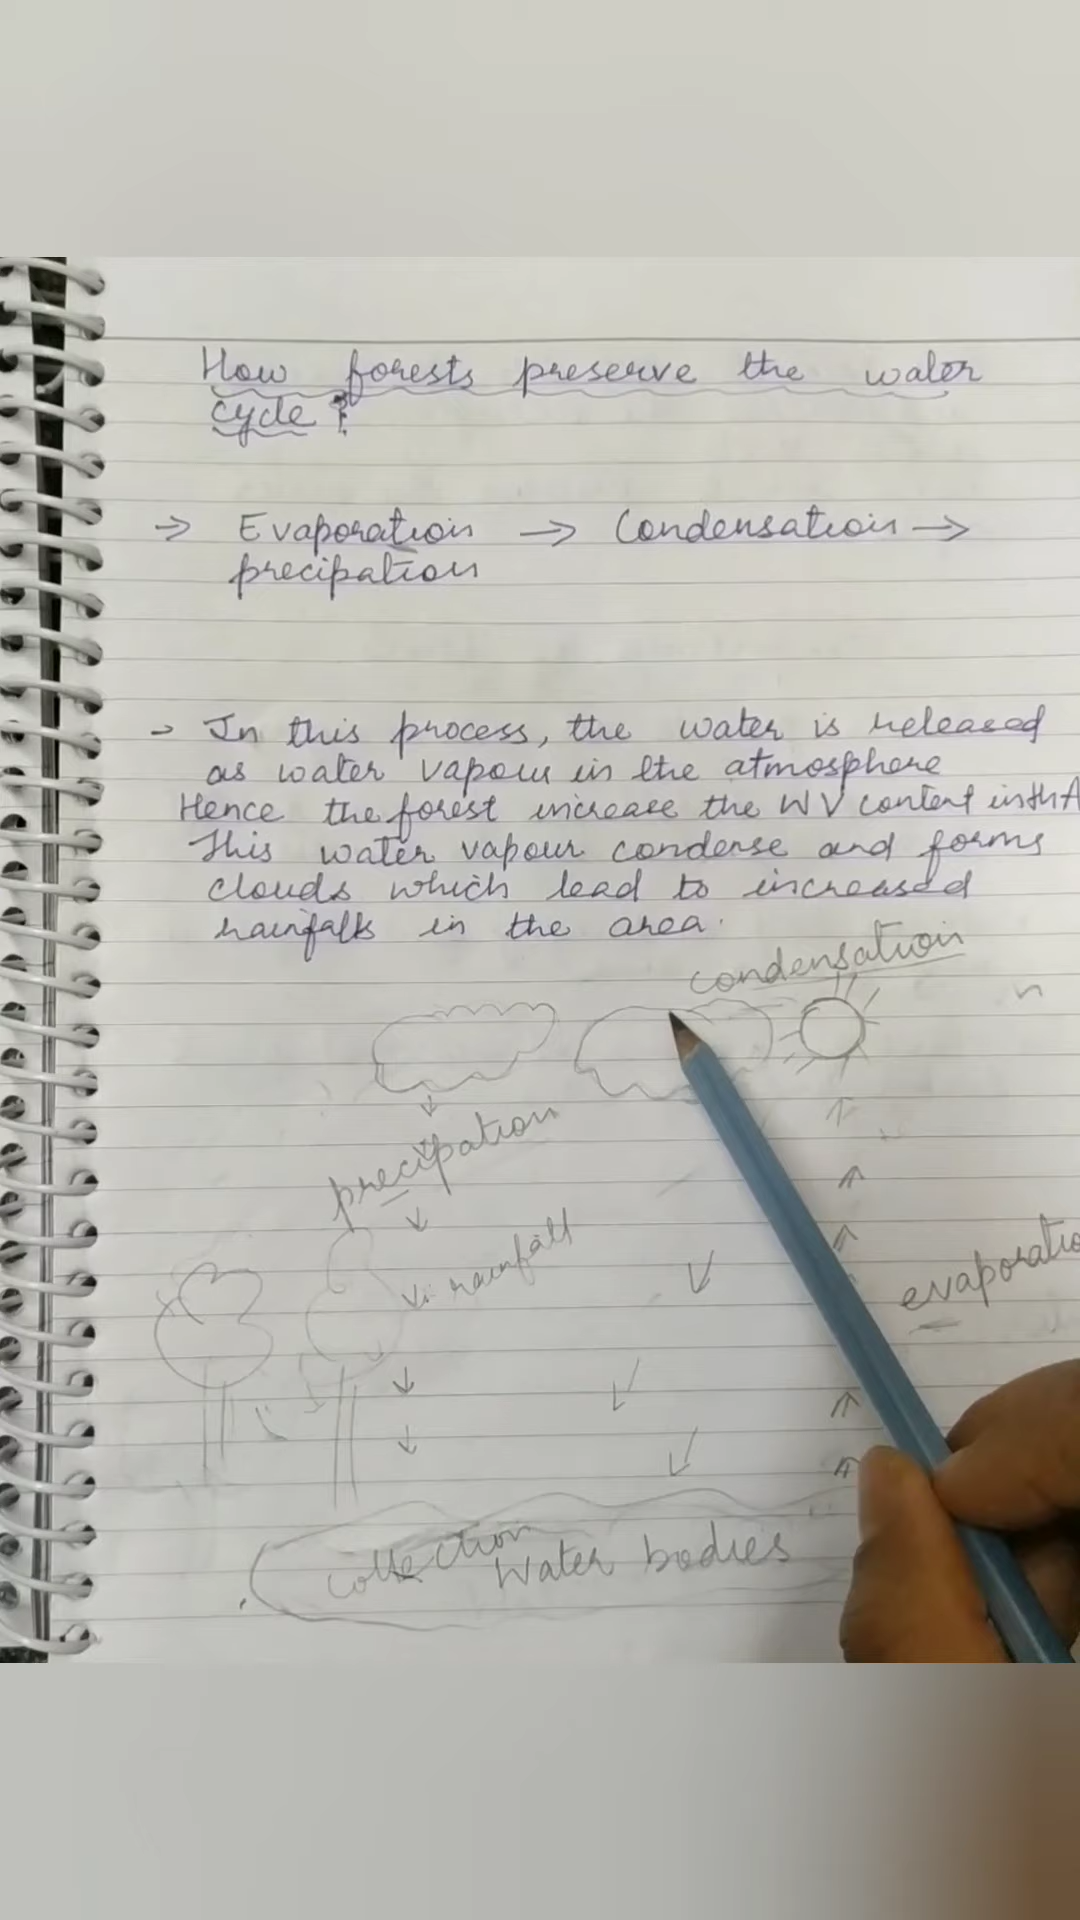 How forests preserve the water
cycle ?
→ Evaporation → Condensation →
precipation
→ In this process, the water is released
as water vapour in the atmosphere
Hence the forest increase the WV content in th A
This water vapour condense and forms
clouds which lead to increased
rainfalls in the area.
condensation
precipation
rainfall
evaporatio
collection
Water bodies